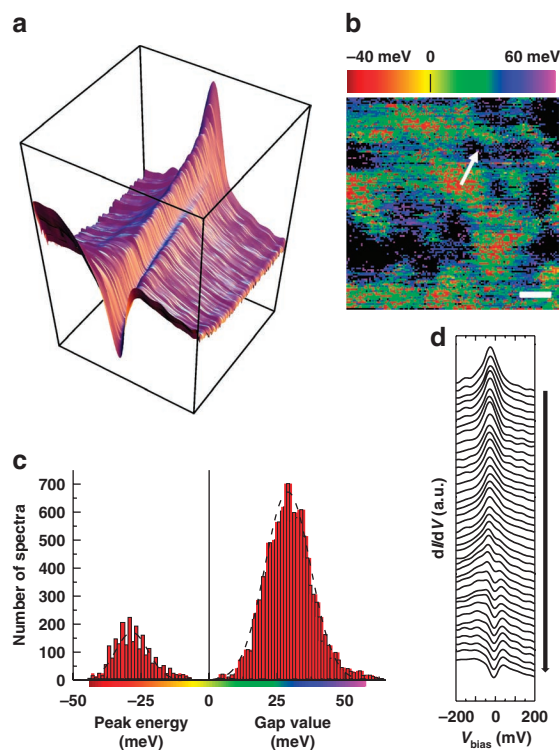 a
b
−40 meV 0 60 meV
c
Number of spectra
700
600
500
400
300
200
100
0
−50 −25 0 25 50
Peak energy
(meV)
Gap value
(meV)
d
dI/dV (a.u.)
−200 0 200
Vbias (mV)